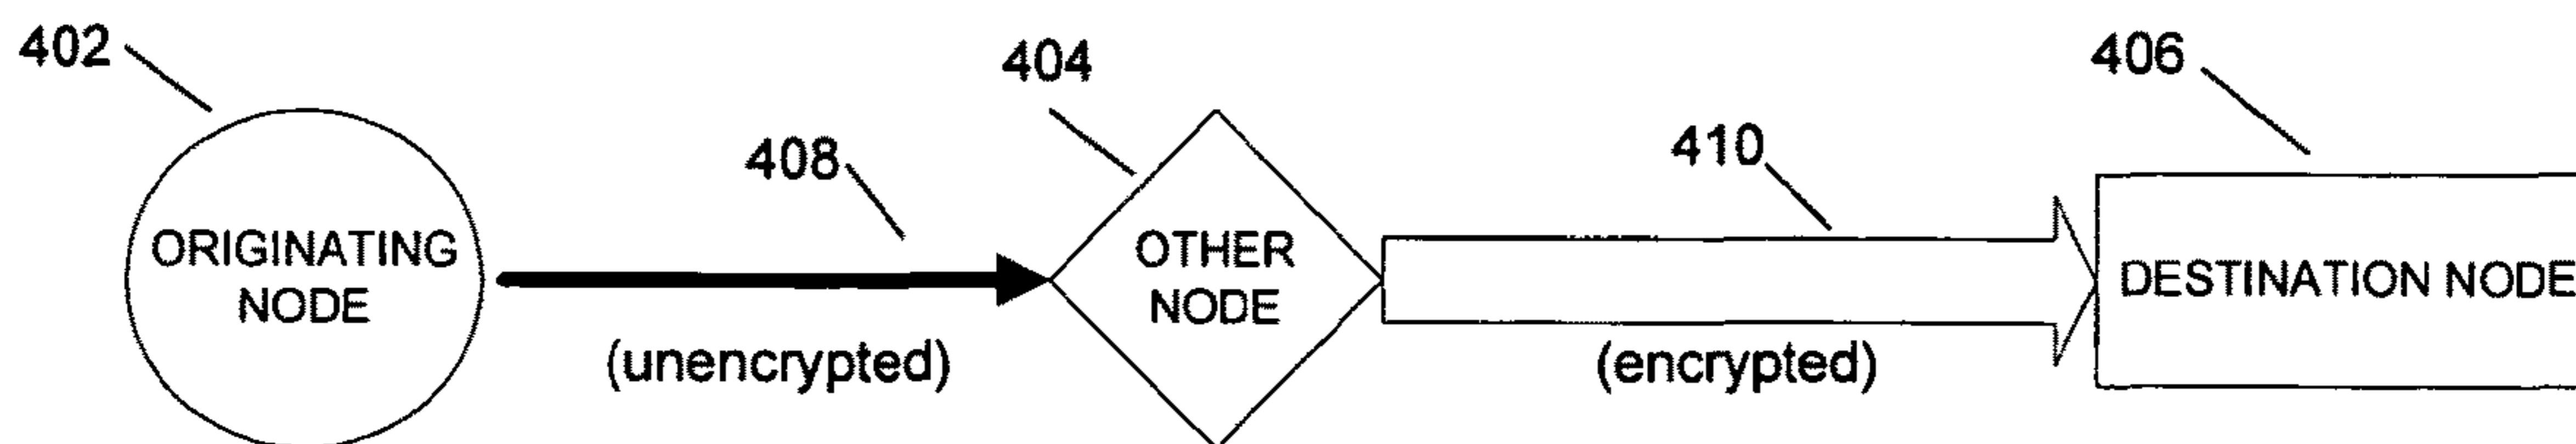 402
404
406
408
410
ORIGINATING
NODE
OTHER
NODE
DESTINATION NODE
(unencrypted)
(encrypted)